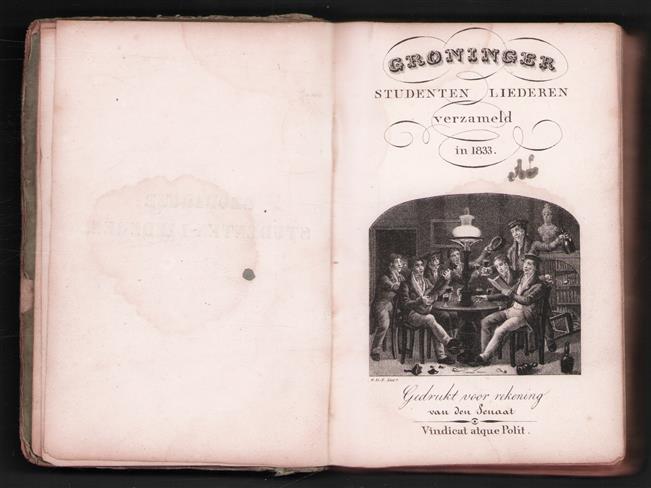 GRONINGER
STUDENTEN LIEDEREN
verzameld
in 1833.
Gedrukt voor rekening
van den Senaat
Vindicat atque Polit.